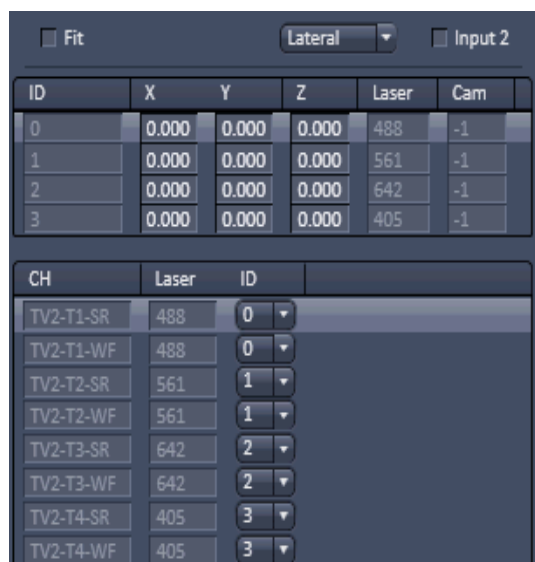 Fit Lateral Input 2
ID X Y Z Laser Cam
0 0.000 0.000 0.000 488 -1
1 0.000 0.000 0.000 561 -1
2 0.000 0.000 0.000 642 -1
3 0.000 0.000 0.000 405 -1
CH Laser ID
TV2-T1-SR 488 0
TV2-T1-WF 488 0
TV2-T2-SR 561 1
TV2-T2-WF 561 1
TV2-T3-SR 642 2
TV2-T3-WF 642 2
TV2-T4-SR 405 3
TV2-T4-WF 405 3